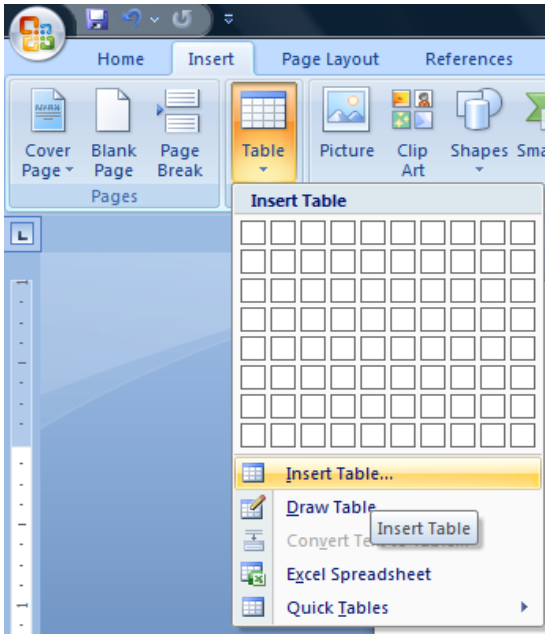 Home Insert Page Layout References
Cover Blank Page Table Picture Clip Shapes
Page Page Break Art
Pages
Insert Table
Insert Table...
Draw Table
Insert Table
Excel Spreadsheet
Quick Tables